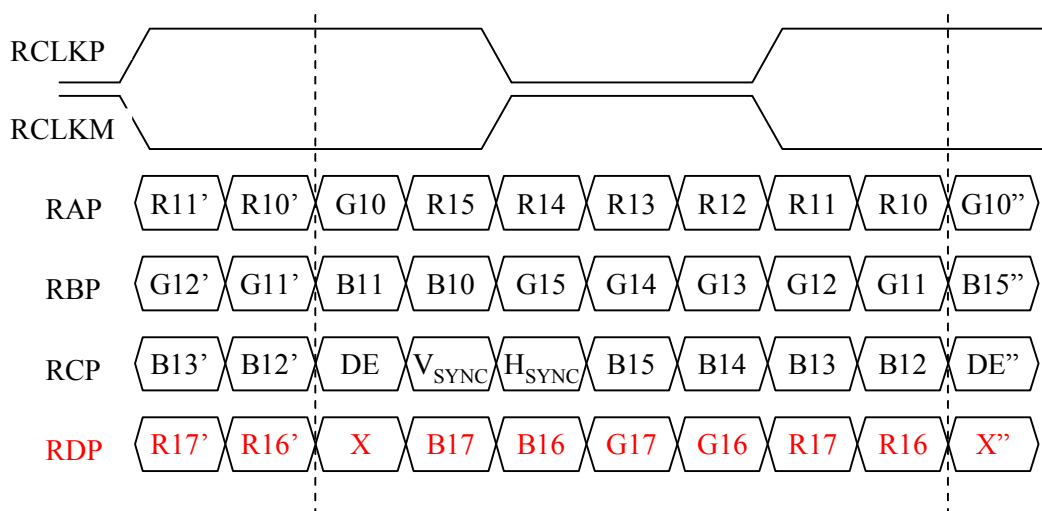 RCLKP
RCLKM
RAP R11’ R10’ G10 R15 R14 R13 R12 R11 R10 G10”
RBP G12’ G11’ B11 B10 G15 G14 G13 G12 G11 B15”
RCP B13’ B12’ DE VSYNC HSYNC B15 B14 B13 B12 DE”
RDP R17’ R16’ X B17 B16 G17 G16 R17 R16 X”